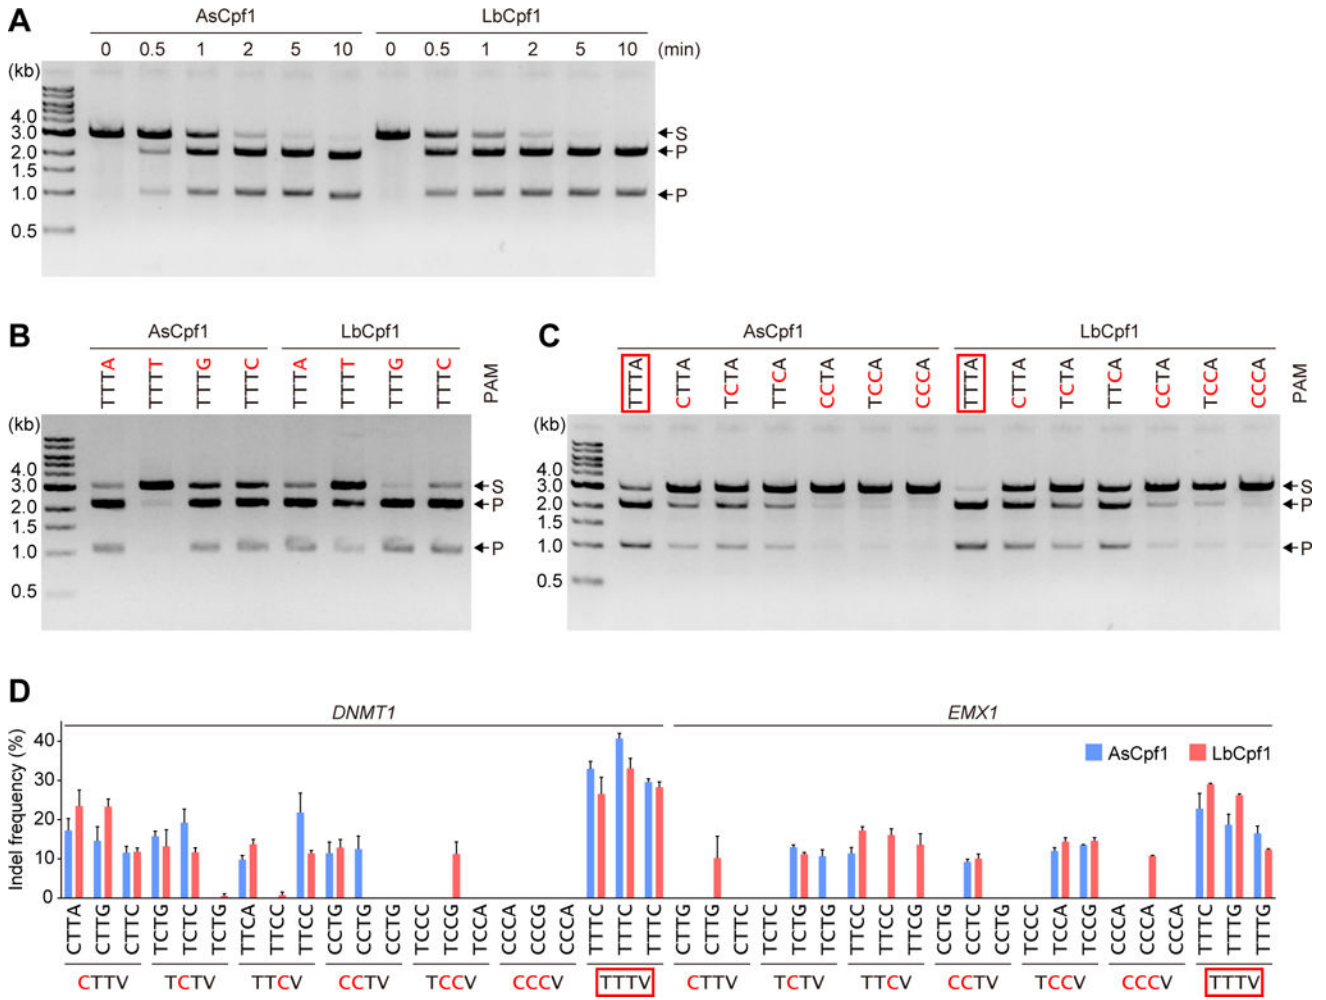 A
AsCpf1 LbCpf1
0 0.5 1 2 5 10 0 0.5 1 2 5 10 (min)
(kb)
4.0
3.0
2.0
1.5
1.0
0.5
S
P
P
B
AsCpf1 LbCpf1
TTTA TTTT TTTG TTTC TTTA TTTT TTTG TTTC PAM
(kb)
4.0
3.0
2.0
1.5
1.0
0.5
S
P
P
C
AsCpf1 LbCpf1
TTTA CTTA TCTA TTCA CCTA TCCA CCCA TTTA CTTA TCTA TTCA CCTA TCCA CCCA PAM
(kb)
4.0
3.0
2.0
1.5
1.0
0.5
S
P
P
D
DNMT1 EMX1
Indel frequency (%)
40
30
20
10
0
AsCpf1 LbCpf1
CTTA CTTG CTTC TCTG TCTC TCTG TTCA TTCC TTCC CCTG CCTG CCTG TCCC TCCG TCCA CCCA CCCG CCCA TTTC TTTC TTTC CTTG CTTG CTTC TCTC TCTG TCTC TTCC TTCC TTCG CCTG CCTC CCTC TCCC TCCA TCCG CCCA CCCA CCCA TTTC TTTG TTTG
CTTV TCTV TTCV CCTV TCCV CCCV TTTV CTTV TCTV TTCV CCTV TCCV CCCV TTTV